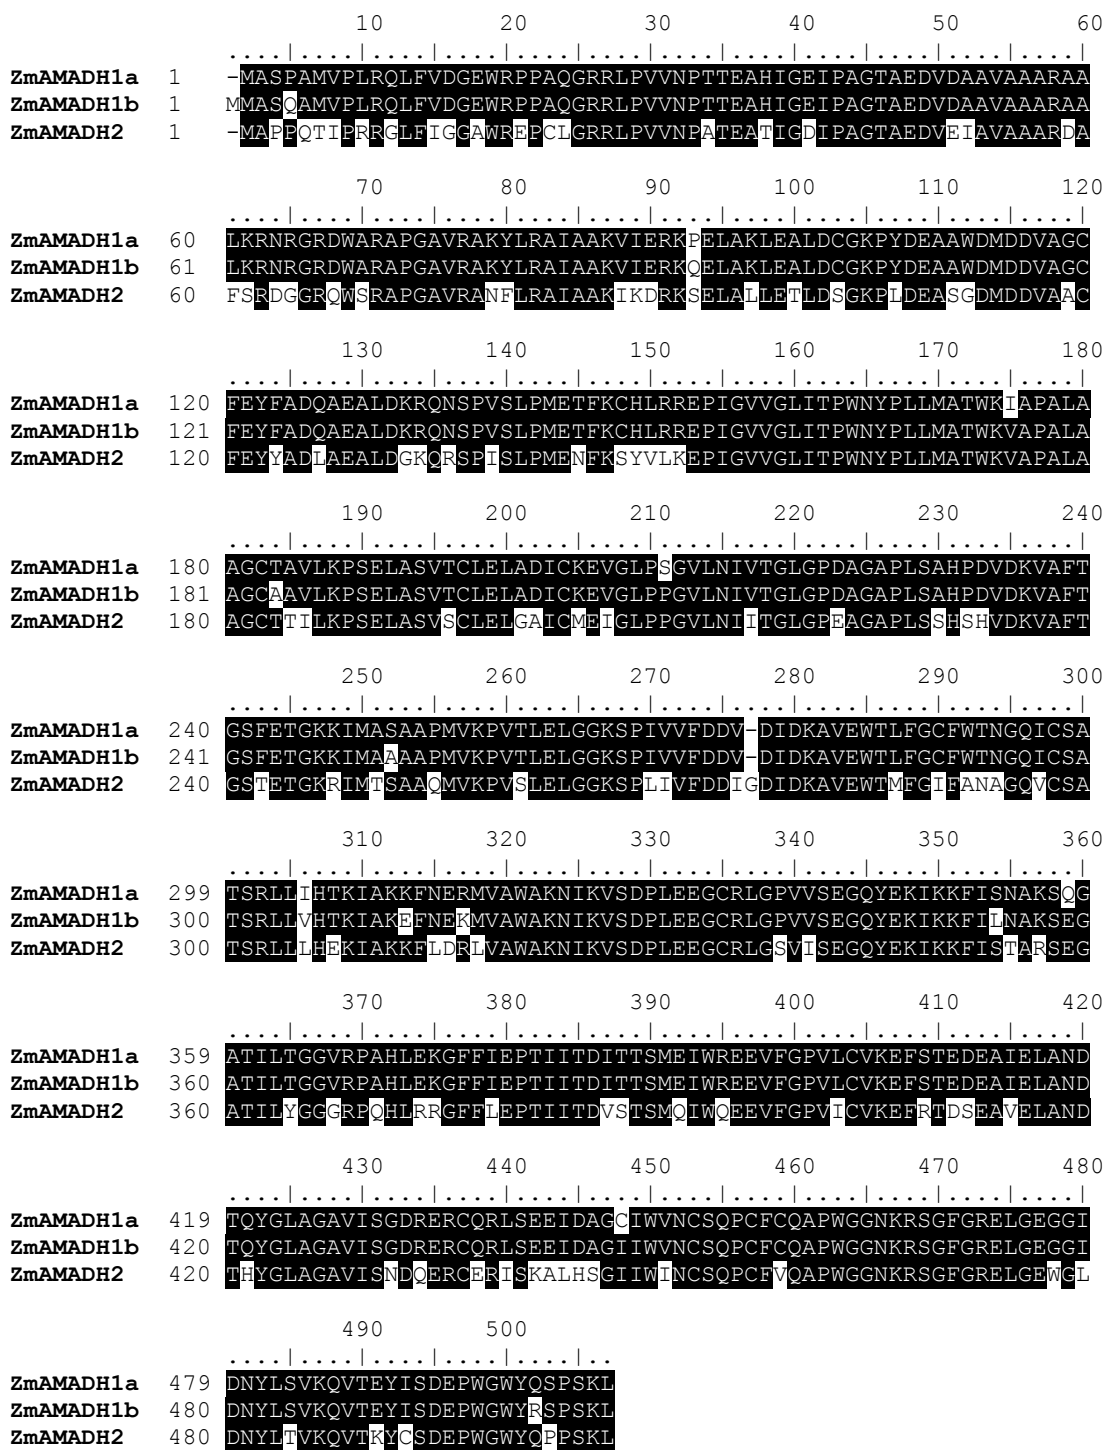 10 20 30 40 50 60
....|....|....|....|....|....|....|....|....|....|....|....|
ZmAMADH1a 1 -MASPAMVPLRQLFVDGEWRPPAQGRRLPVVNPTTEAHIGEIPAGTAEDVDAAVAAARAA
ZmAMADH1b 1 MMASQAMVPLRQLFVDGEWRPPAQGRRLPVVNPTTEAHIGEIPAGTAEDVDAAVAAARAA
ZmAMADH2 1 -MAPPQTIPRRGLFIGGAWREPCLGRRLPVVNPATEATIGDIPAGTAEDVEIAVAAARDA
70 80 90 100 110 120
....|....|....|....|....|....|....|....|....|....|....|....|
ZmAMADH1a 60 LKRNRGRDWARAPGAVRAKYLRAIAAKVIERKPELAKLEALDCGKPYDEAAWDMDDVAGC
ZmAMADH1b 61 LKRNRGRDWARAPGAVRAKYLRAIAAKVIERKQELAKLEALDCGKPYDEAAWDMDDVAGC
ZmAMADH2 60 FSRDGGRQWSRAPGAVRANFLRAIAAKIKDRKSELALLETLDSGKPLDEASGDMDDVAAC
130 140 150 160 170 180
....|....|....|....|....|....|....|....|....|....|....|....|
ZmAMADH1a 120 FEYFADQAEALDKRQNSPVSLPMETFKCHLRREPIGVVGLITPWNYPLLMATWKIAPALA
ZmAMADH1b 121 FEYFADQAEALDKRQNSPVSLPMETFKCHLRREPIGVVGLITPWNYPLLMATWKVAPALA
ZmAMADH2 120 FEYYADLAEALDGKQRSPISLPMENFKSYVLKEPIGVVGLITPWNYPLLMATWKVAPALA
190 200 210 220 230 240
....|....|....|....|....|....|....|....|....|....|....|....|
ZmAMADH1a 180 AGCTAVLKPSELASVTCLELADICKEVGLPSGVLNIVTGLGPDAGAPLSAHPDVDKVAFT
ZmAMADH1b 181 AGCAAVLKPSELASVTCLELADICKEVGLPPGVLNIVTGLGPDAGAPLSAHPDVDKVAFT
ZmAMADH2 180 AGCTTILKPSELASVSCLELGAICMEIGLPPGVLNIITGLGPEAGAPLSSHSHVDKVAFT
250 260 270 280 290 300
....|....|....|....|....|....|....|....|....|....|....|....|
ZmAMADH1a 240 GSFETGKKIMASAAPMVKPVTLELGGKSPIVVFDDV-DIDKAVEWTLFGCFWTNGQICSA
ZmAMADH1b 241 GSFETGKKIMAAAAPMVKPVTLELGGKSPIVVFDDV-DIDKAVEWTLFGCFWTNGQICSA
ZmAMADH2 240 GSTETGKRIMTSAAQMVKPVSLELGGKSPLIVFDDIGDIDKAVEWTMFGIFANAGQVCSA
310 320 330 340 350 360
....|....|....|....|....|....|....|....|....|....|....|....|
ZmAMADH1a 299 TSRLLIHTKIAKKFNERMVAWAKNIKVSDPLEEGCRLGPVVSEGQYEKIKKFISNAKSQG
ZmAMADH1b 300 TSRLLVHTKIAKEFNEKMVAWAKNIKVSDPLEEGCRLGPVVSEGQYEKIKKFILNAKSEG
ZmAMADH2 300 TSRLLLHEKIAKKFLDRLVAWAKNIKVSDPLEEGCRLGSVISEGQYEKIKKFISTARSEG
370 380 390 400 410 420
....|....|....|....|....|....|....|....|....|....|....|....|
ZmAMADH1a 359 ATILTGGVRPAHLEKGFFIEPTIITDITTSMEIWREEVFGPVLCVKEFSTEDEAIELAND
ZmAMADH1b 360 ATILTGGVRPAHLEKGFFIEPTIITDITTSMEIWREEVFGPVLCVKEFSTEDEAIELAND
ZmAMADH2 360 ATILYGGGRPQHLRRGFFLEPTIITDVSTSMQIWQEEVFGPVICVKEFRTDSEAVELAND
430 440 450 460 470 480
....|....|....|....|....|....|....|....|....|....|....|....|
ZmAMADH1a 419 TQYGLAGAVISGDRERCQRLSEEIDAGCIWVNCSQPCFCQAPWGGNKRSGFGRELGEGGI
ZmAMADH1b 420 TQYGLAGAVISGDRERCQRLSEEIDAGIIWVNCSQPCFCQAPWGGNKRSGFGRELGEGGI
ZmAMADH2 420 THYGLAGAVISNDQERCERISKALHSGIIWINCSQPCFVQAPWGGNKRSGFGRELGEWGL
490 500
....|....|....|....|....|..
ZmAMADH1a 479 DNYLSVKQVTEYISDEPWGWYQSPSKL
ZmAMADH1b 480 DNYLSVKQVTEYISDEPWGWYRSPSKL
ZmAMADH2 480 DNYLTVKQVTKYCSDEPWGWYQPPSKL